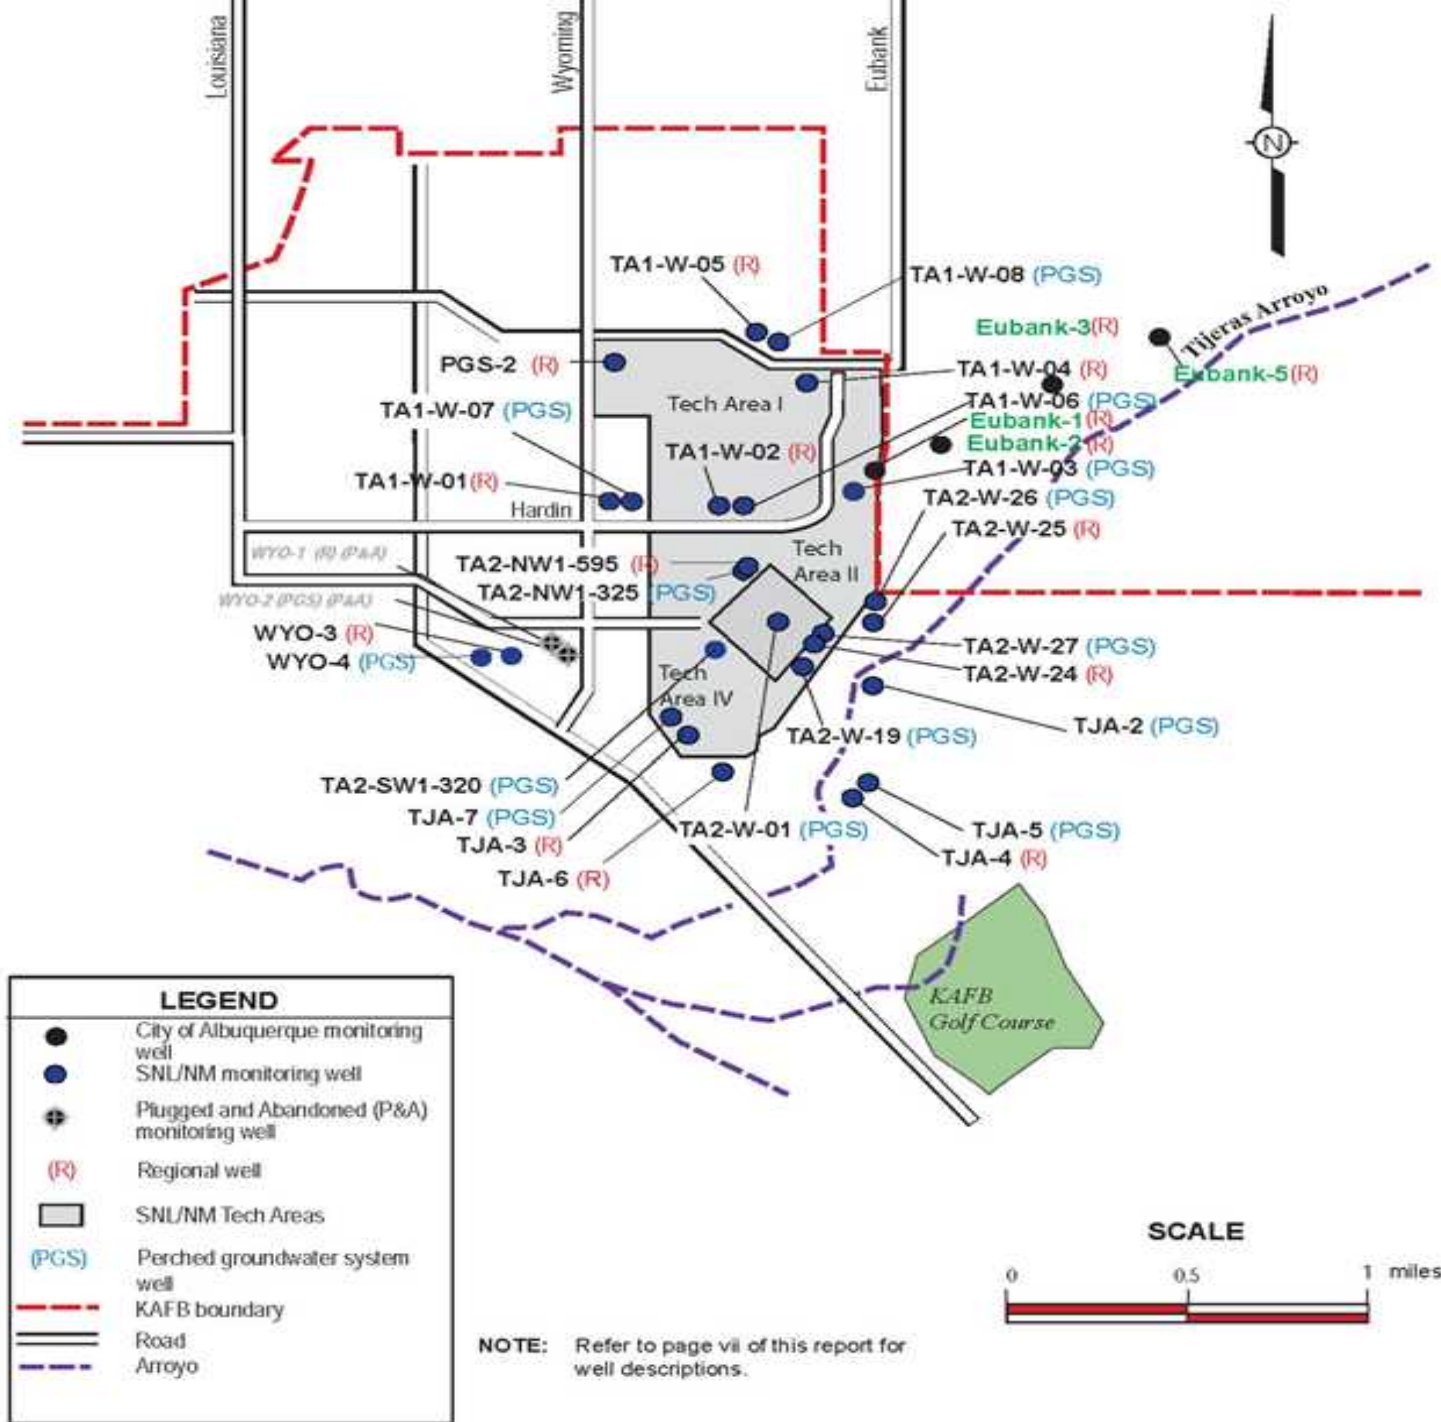 Louisiana
Wyoming
Eubank
N
TA1-W-05 (R)
TA1-W-08 (PGS)
Tijeras Arroyo
Eubank-3(R)
PGS-2 (R)
TA1-W-04 (R)
Eubank-5(R)
TA1-W-07 (PGS)
Tech Area I
TA1-W-06 (PGS)
Eubank-1(R)
Eubank-2(R)
TA1-W-02 (R)
TA1-W-03 (PGS)
TA1-W-01(R)
TA2-W-26 (PGS)
Hardin
TA2-W-25 (R)
WYO-1 (R) (P&A)
Tech
Area II
TA2-NW1-595 (R)
TA2-NW1-325 (PGS)
WYO-2 (PGS) (P&A)
WYO-3 (R)
WYO-4 (PGS)
TA2-W-27 (PGS)
TA2-W-24 (R)
Tech
Area IV
TJA-2 (PGS)
TA2-W-19 (PGS)
TA2-SW1-320 (PGS)
TJA-7 (PGS)
TA2-W-01 (PGS)
TJA-5 (PGS)
TJA-3 (R)
TJA-4 (R)
TJA-6 (R)
KAFB
Golf Course
LEGEND
City of Albuquerque monitoring
well
SNL/NM monitoring well
Plugged and Abandoned (P&A)
monitoring well
(R) Regional well
SNL/NM Tech Areas
(PGS) Perched groundwater system
well
KAFB boundary
Road
Arroyo
SCALE
0 0.5 1 miles
NOTE: Refer to page vii of this report for
well descriptions.